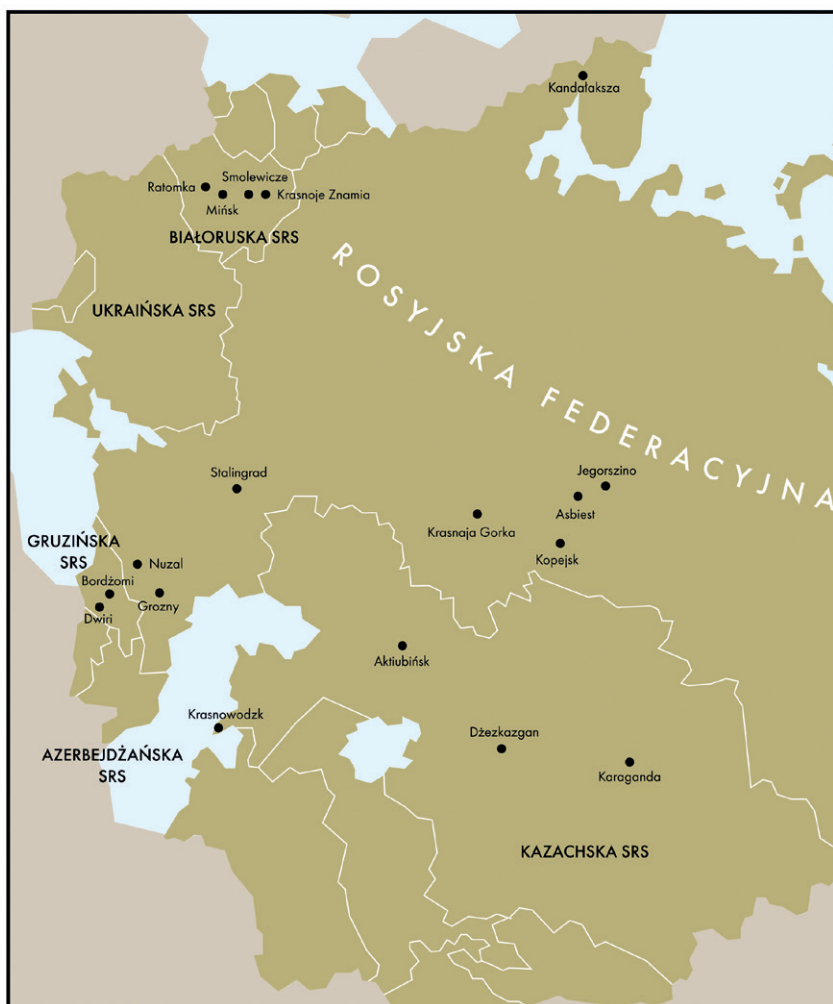 Kandałaksza
Smolewicze
Ratomka
Krasnoje Znamia
Mińsk
BIAŁORUSKA SRS
ROSYJSKA FEDERACYJNA
UKRAIŃSKA SRS
Stalingrad
Jegorszino
Asbiest
Krasnaja Gorka
Kopejsk
GRUZIŃSKA
SRS
Nuzal
Bordżomi
Grozny
Dwiri
Aktiubińsk
Krasnowodzk
Dżezkazgan
AZERBEJDŻAŃSKA
SRS
Karaganda
KAZACHSKA SRS